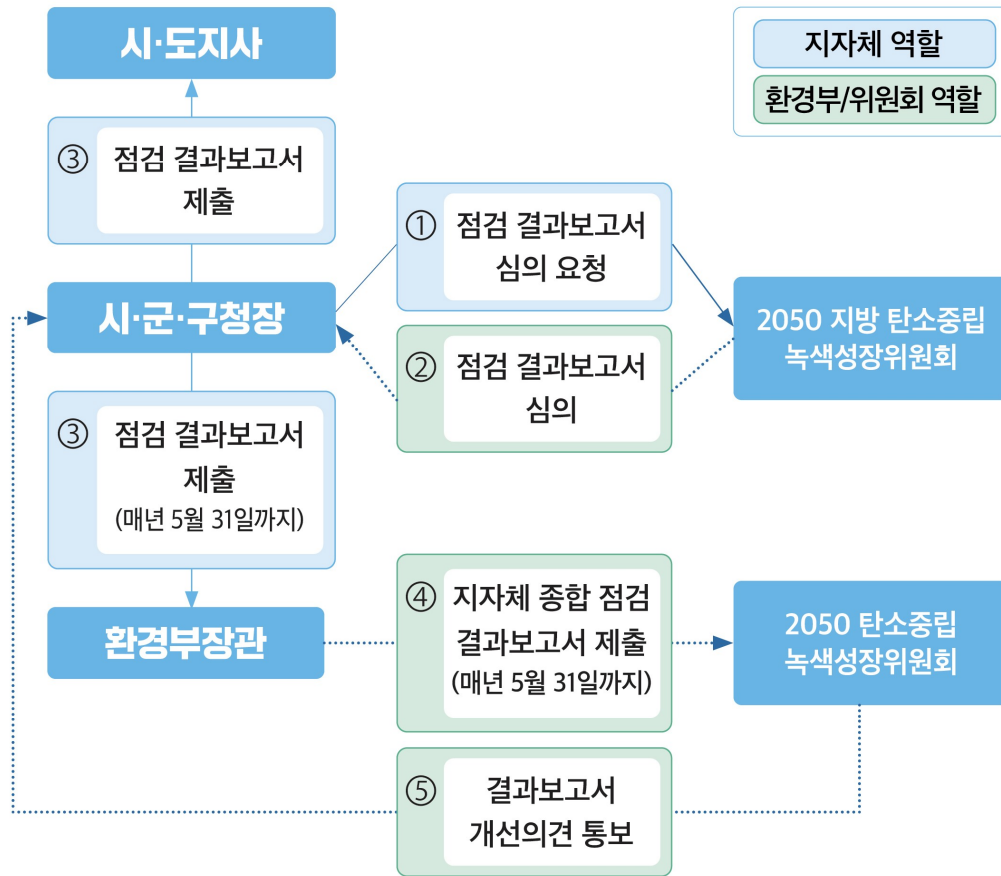 시·도지사
지자체 역할
환경부/위원회 역할
③ 점검 결과보고서
제출
① 점검 결과보고서
심의 요청
시·군·구청장
2050 지방 탄소중립
녹색성장위원회
② 점검 결과보고서
심의
③ 점검 결과보고서
제출
(매년 5월 31일까지)
④ 지자체 종합 점검
결과보고서 제출
(매년 5월 31일까지)
환경부장관
2050 탄소중립
녹색성장위원회
⑤ 결과보고서
개선의견 통보